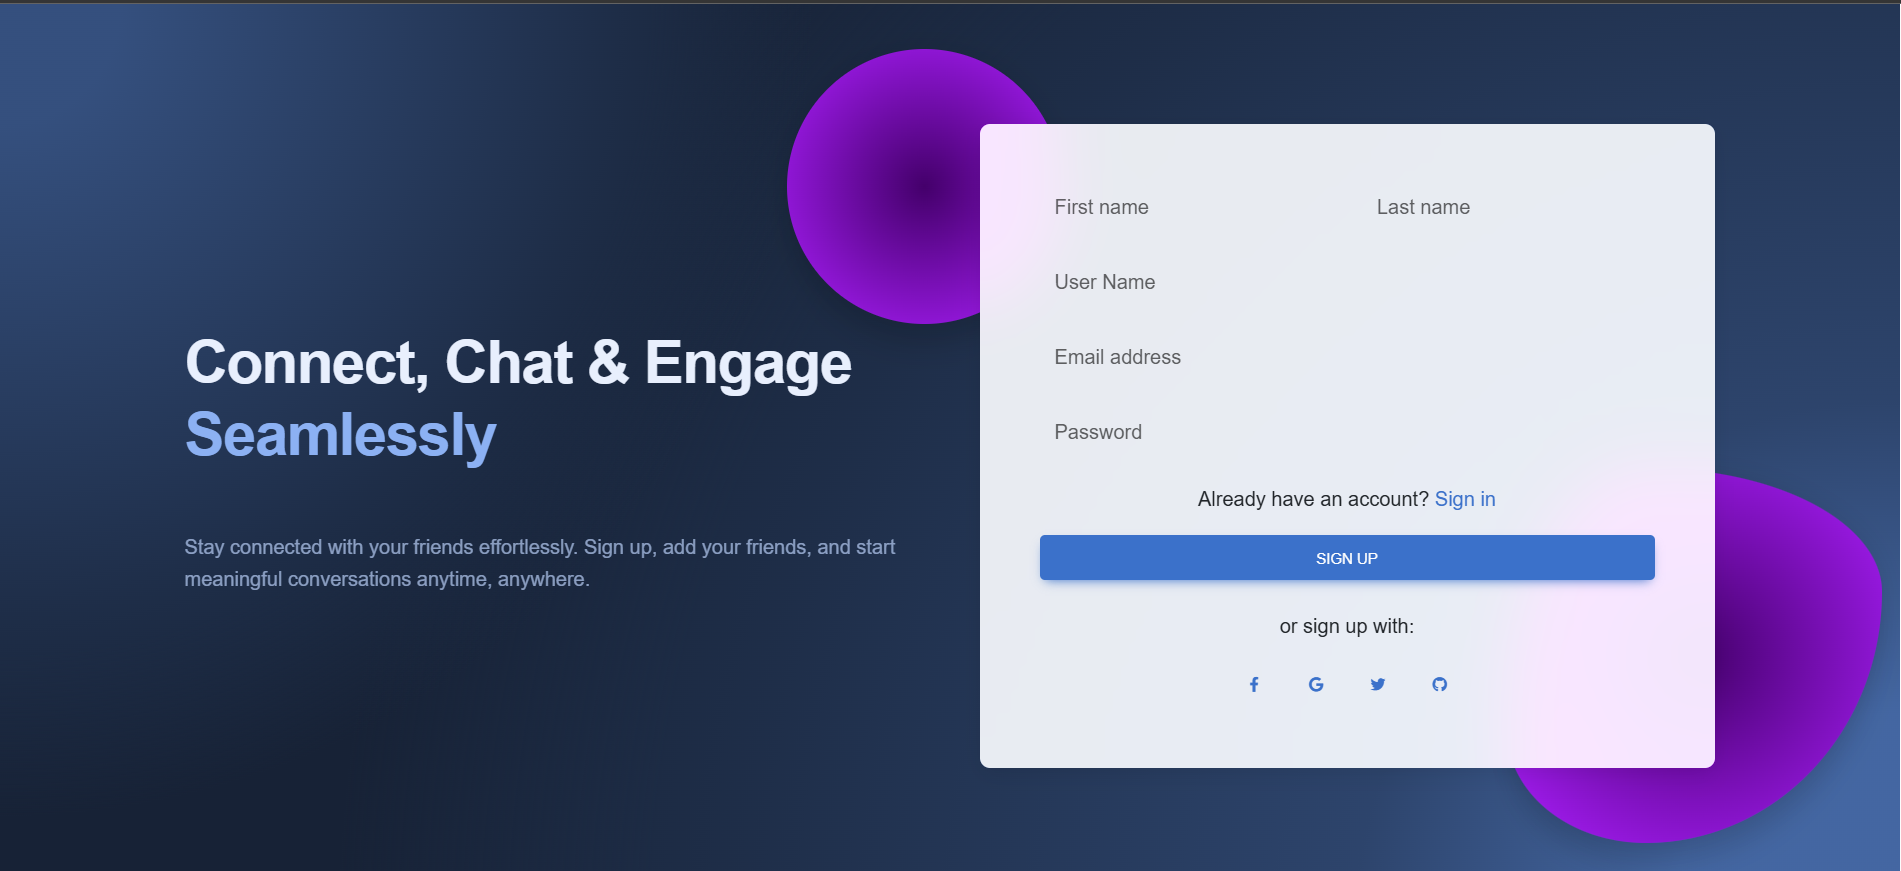 Connect, Chat & Engage
Seamlessly
Stay connected with your friends effortlessly. Sign up, add your friends, and start
meaningful conversations anytime, anywhere.
First name
Last name
User Name
Email address
Password
Already have an account? Sign in
SIGN UP
or sign up with: